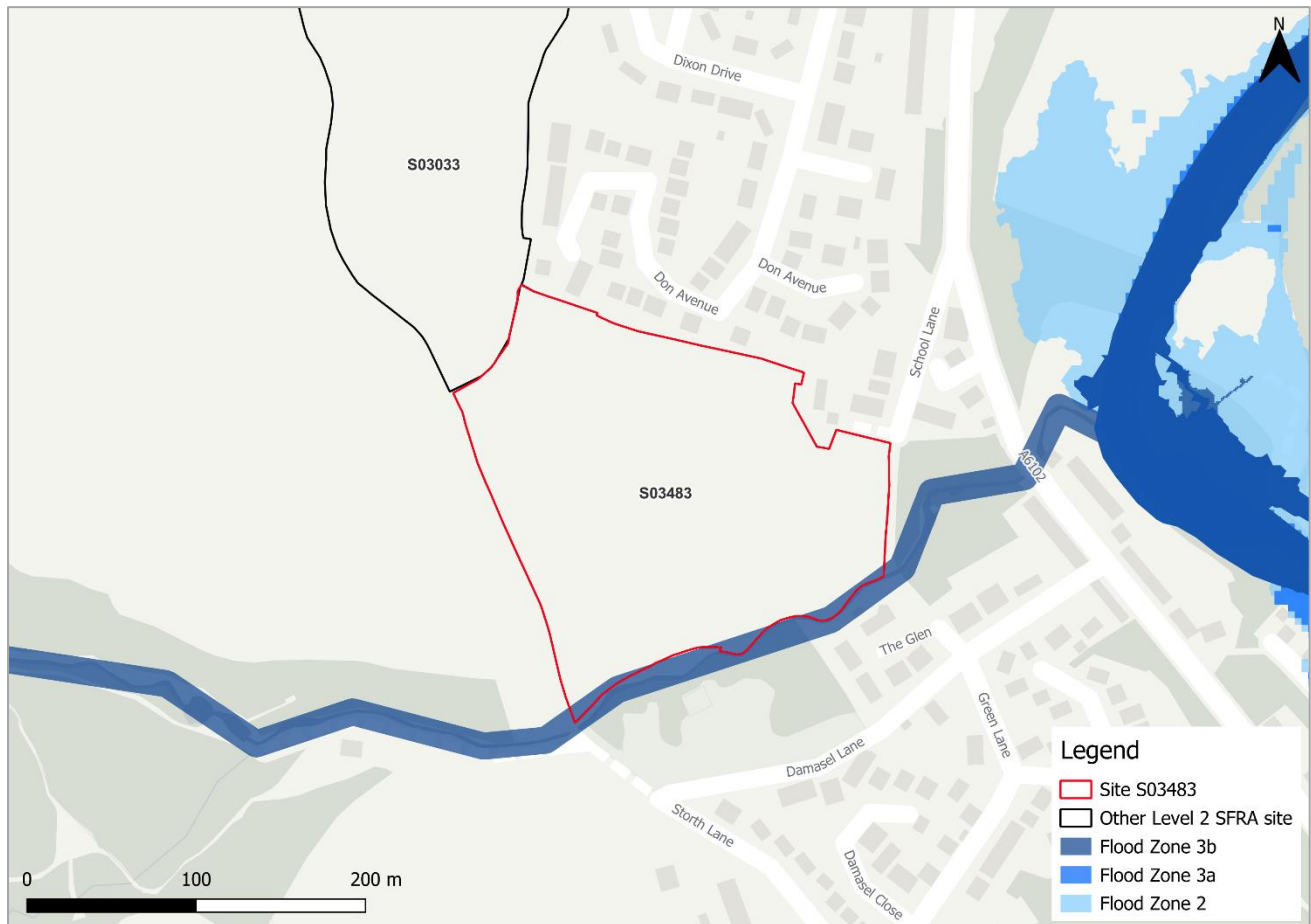 N
Dixon Drive
S03033
Don Avenue
Don Avenue
School Lane
A6102
S03483
The Glen
Green Lane
Damasel Lane
Storth Lane
Damasel Close
Legend
Site S03483
Other Level 2 SFRA site
Flood Zone 3b
Flood Zone 3a
Flood Zone 2
0 100 200 m